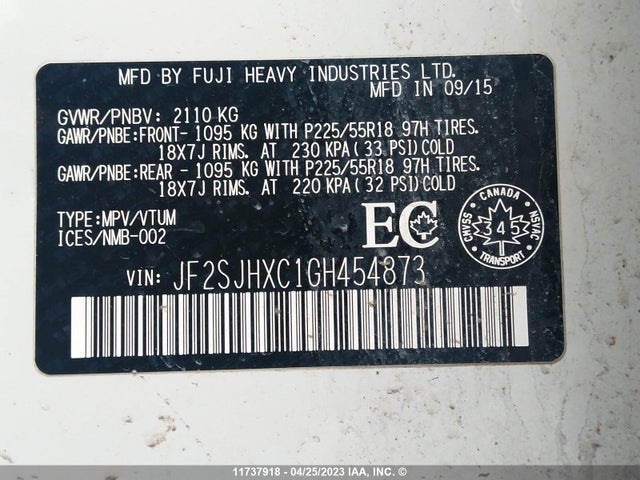 MFD BY FUJI HEAVY INDUSTRIES LTD.
MFD IN 09/15
GVWR/PNBV: 2110 KG
GAWR/PNBE:FRONT- 1095 KG WITH P225/55R18 97H TIRES.
18X7J RIMS. AT 230 KPA(33 PSI)COLD
GAWR/PNBE:REAR - 1095 KG WITH P225/55R18 97H TIRES.
18X7J RIMS. AT 220 KPA(32 PSI)COLD
TYPE:MPV/VTUM
ICES/NMB-002
EC
CANADA
CMVSS 345 NSVAC
TRANSPORT
VIN: JF2SJHXC1GH454873
11737918 - 04/25/2023 IAA, INC. ©